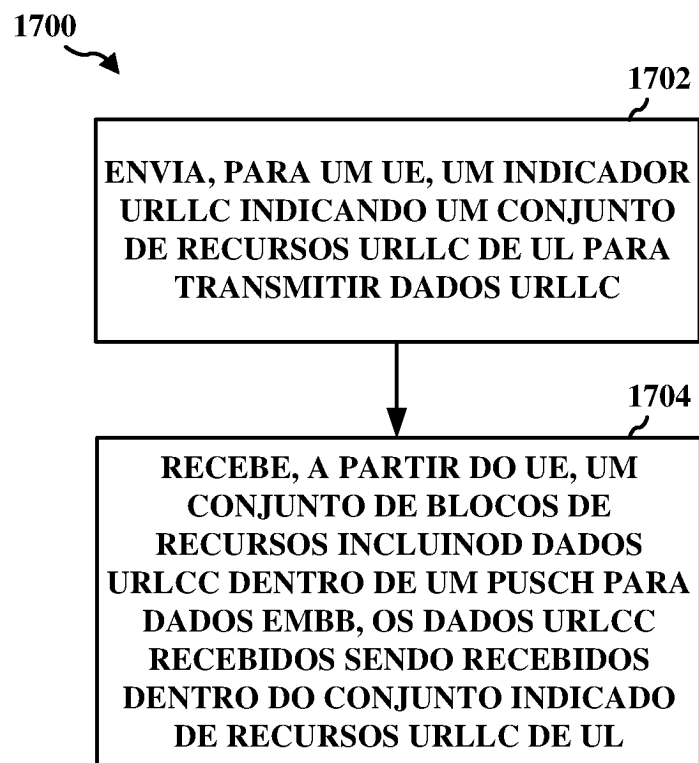 1700
1702
ENVIA, PARA UM UE, UM INDICADOR
URLLC INDICANDO UM CONJUNTO
DE RECURSOS URLLC DE UL PARA
TRANSMITIR DADOS URLLC
1704
RECEBE, A PARTIR DO UE, UM
CONJUNTO DE BLOCOS DE
RECURSOS INCLUINOD DADOS
URLCC DENTRO DE UM PUSCH PARA
DADOS EMBB, OS DADOS URLCC
RECEBIDOS SENDO RECEBIDOS
DENTRO DO CONJUNTO INDICADO
DE RECURSOS URLLC DE UL